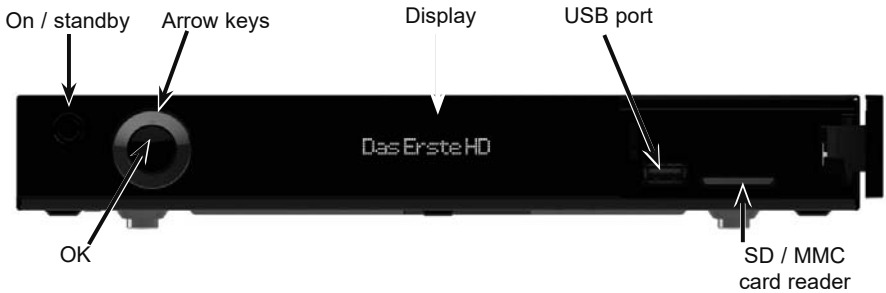 On / standby
Arrow keys
Display
USB port
Das Erste HD
OK
SD / MMC
card reader